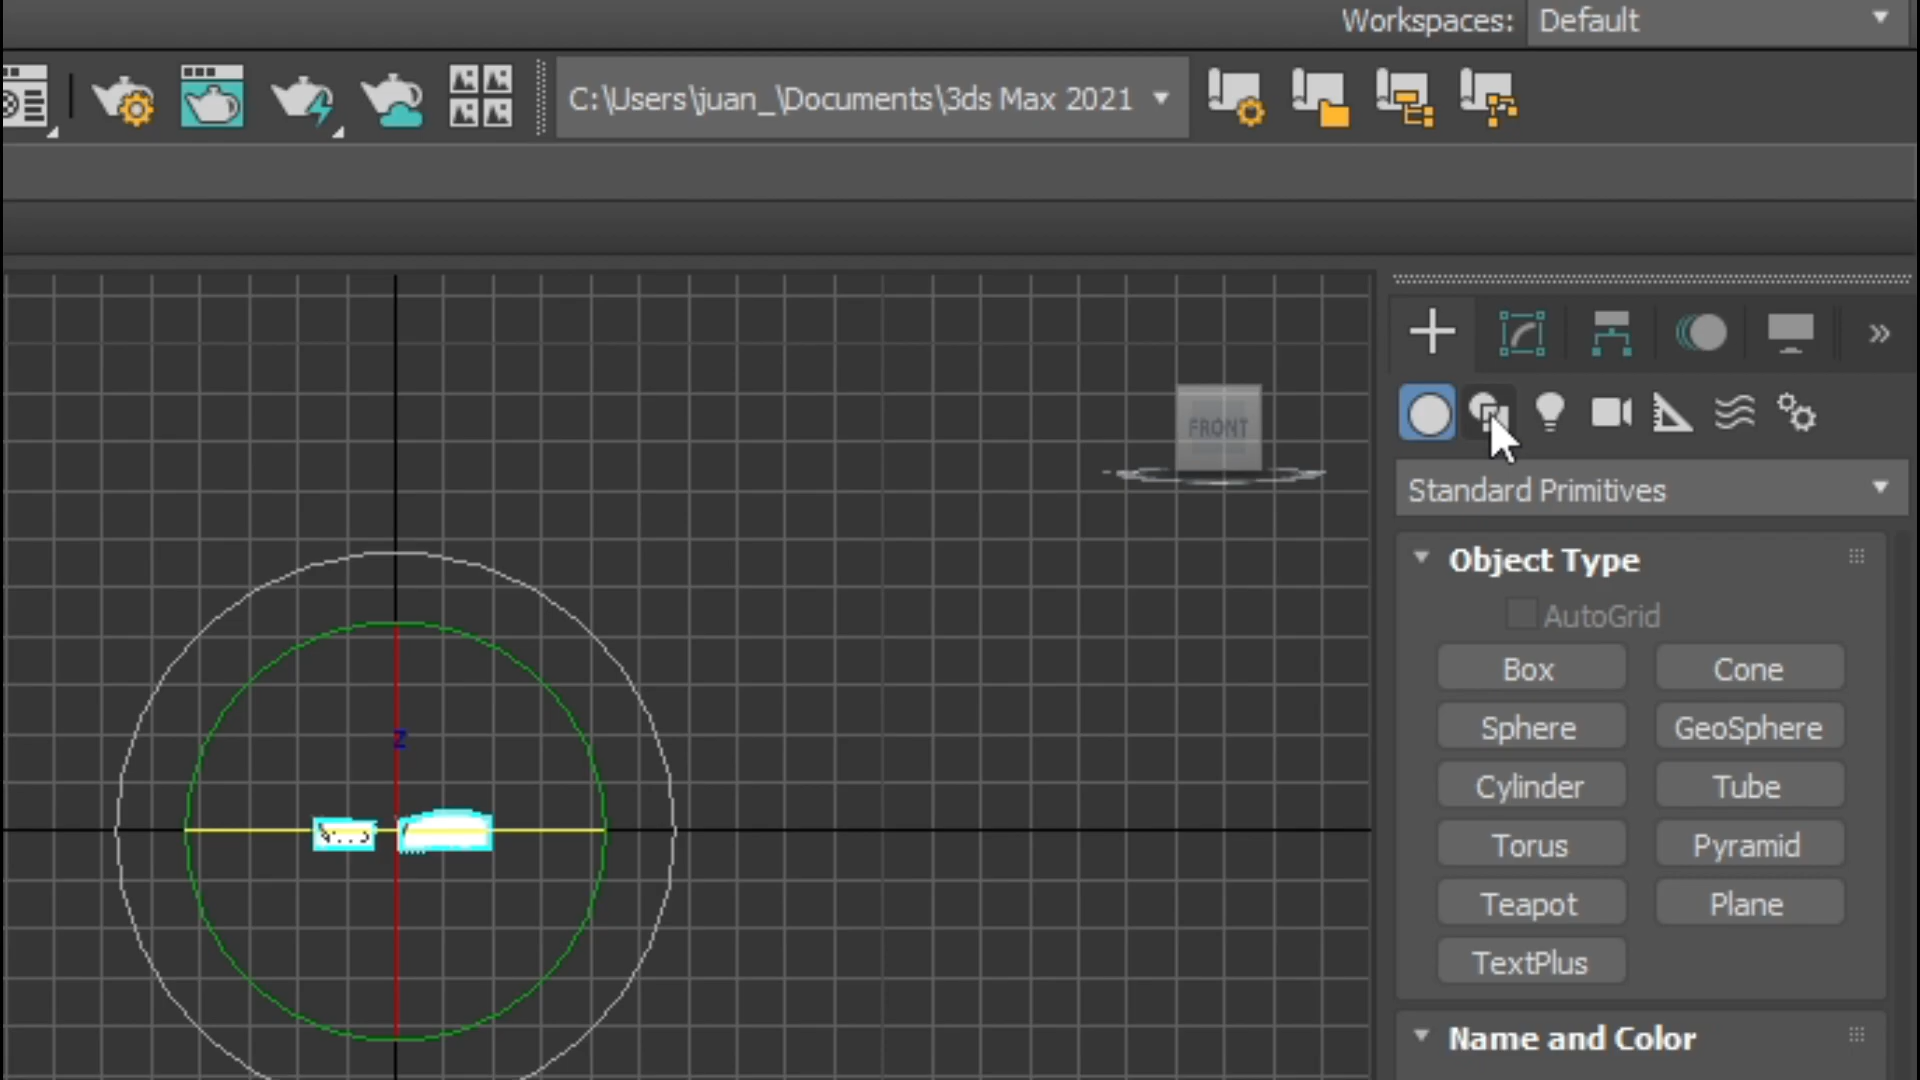 Workspaces: Default
C:\Users\juan_\Documents\3ds Max 2021
FRONT
Standard Primitives
Object Type
AutoGrid
Box Cone
Sphere GeoSphere
Cylinder Tube
z
Torus Pyramid
Teapot Plane
TextPlus
Name and Color